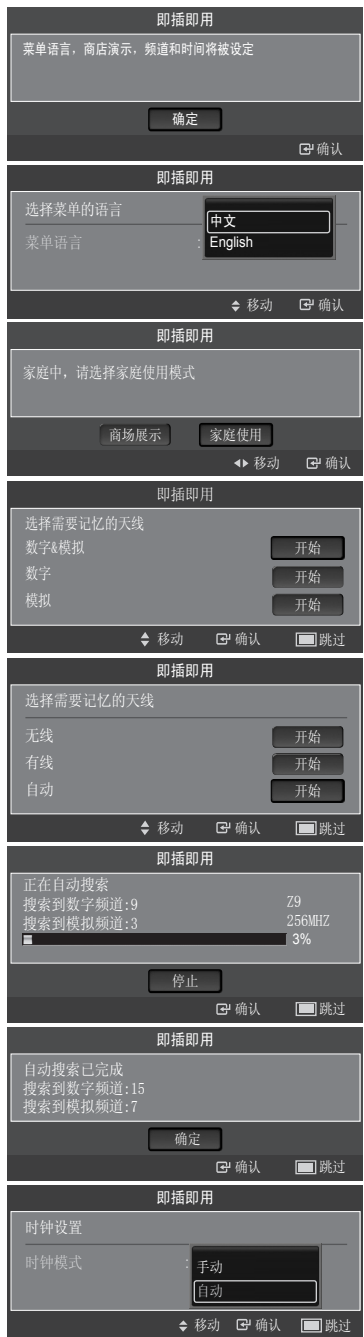 即插即用
菜单语言，商店演示，频道和时间将被设定
确定
确认
即插即用
选择菜单的语言
中文
菜单语言 : English
移动 确认
即插即用
家庭中，请选择家庭使用模式
商场展示 家庭使用
移动 确认
即插即用
选择需要记忆的天线
数字&模拟 开始
数字 开始
模拟 开始
移动 确认 跳过
即插即用
选择需要记忆的天线
无线 开始
有线 开始
自动 开始
移动 确认 跳过
即插即用
正在自动搜索
搜索到数字频道:9 Z9
搜索到模拟频道:3 256MHZ
3%
停止
确认 跳过
即插即用
自动搜索已完成
搜索到数字频道:15
搜索到模拟频道:7
确定
确认 跳过
即插即用
时钟设置
时钟模式 : 手动
自动
移动 确认 跳过